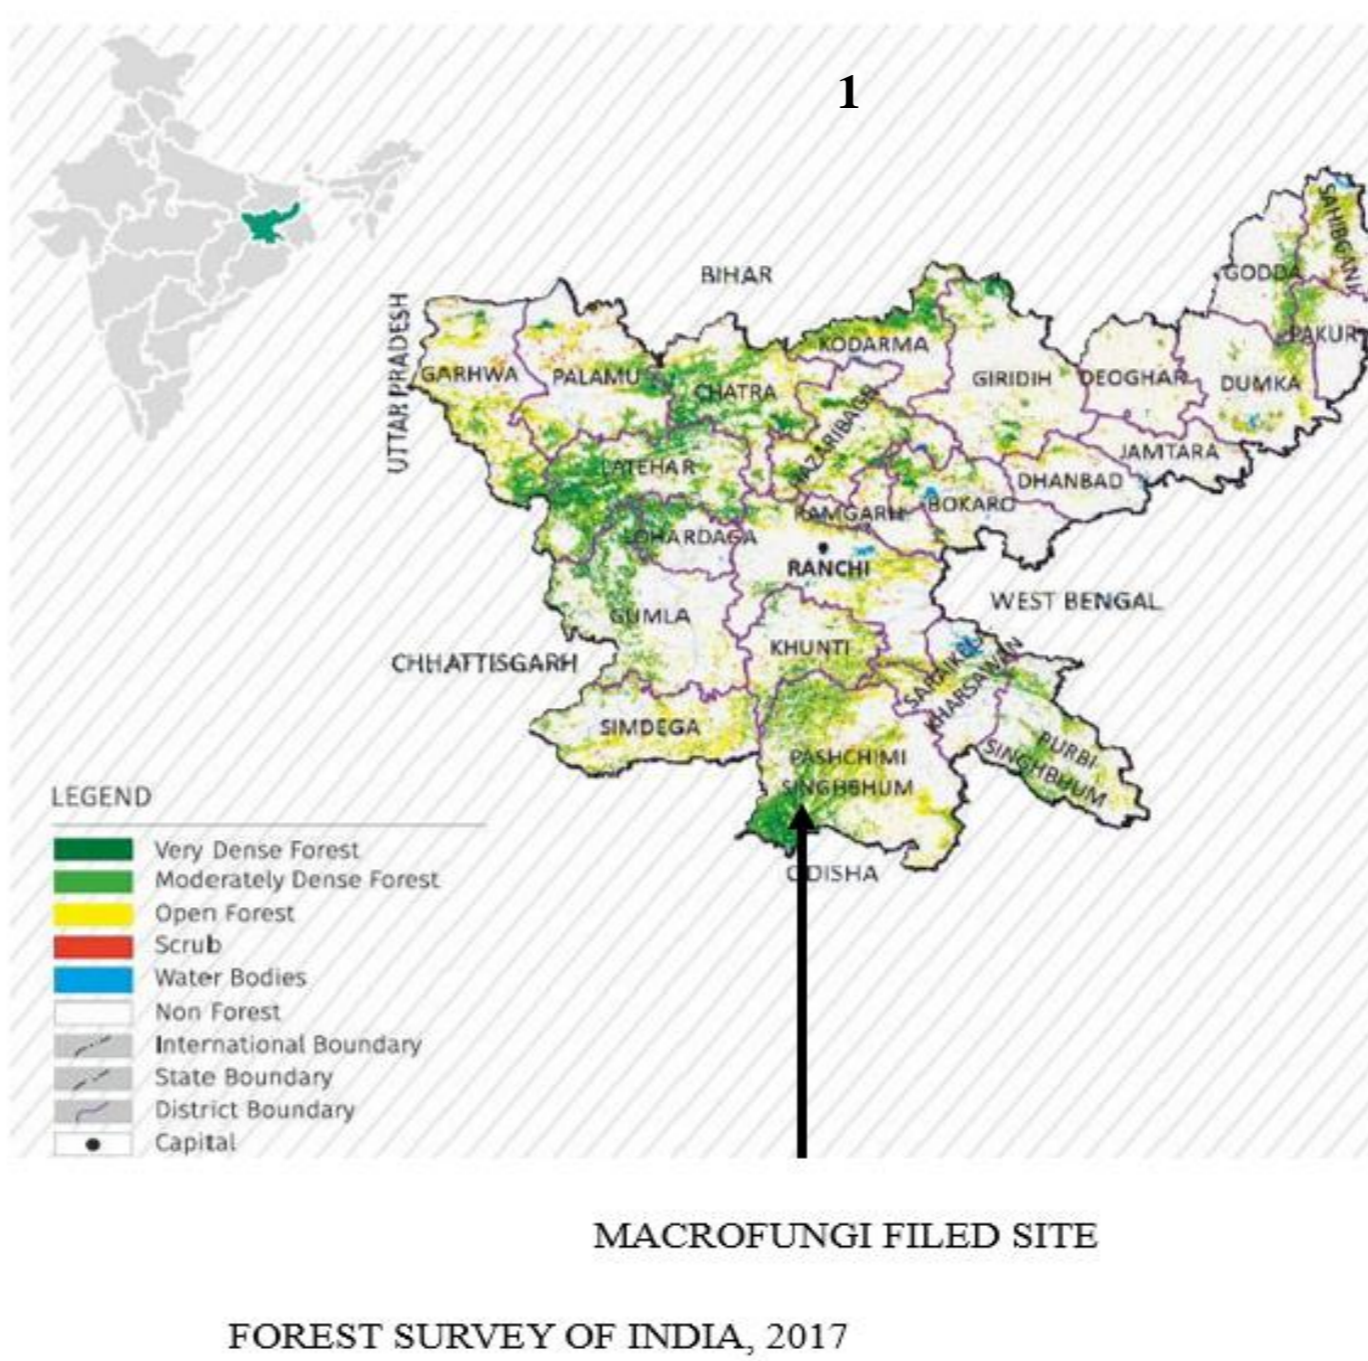 1
BIHAR
UTTAR PRADESH
SAHIBGANJ
GODDA
PAKUR
KODARMA
GARHWA
PALAMU
CHATRA
GIRIDIH
DEOGHAR
DUMKA
HAZARIBAGH
LATEHAR
JAMTARA
DHANBAD
BOKARO
RAMGARH
LOHARDAGA
RANCHI
WEST BENGAL
GUMLA
KHUNTI
CHHATTISGARH
SARAIKELA
KHARSAWAN
SIMDEGA
PASHCHIMI
SINGHBHUM
PURBI
SINGHBHUM
ODISHA
LEGEND
Very Dense Forest
Moderately Dense Forest
Open Forest
Scrub
Water Bodies
Non Forest
International Boundary
State Boundary
District Boundary
Capital
MACROFUNGI FILED SITE
FOREST SURVEY OF INDIA, 2017